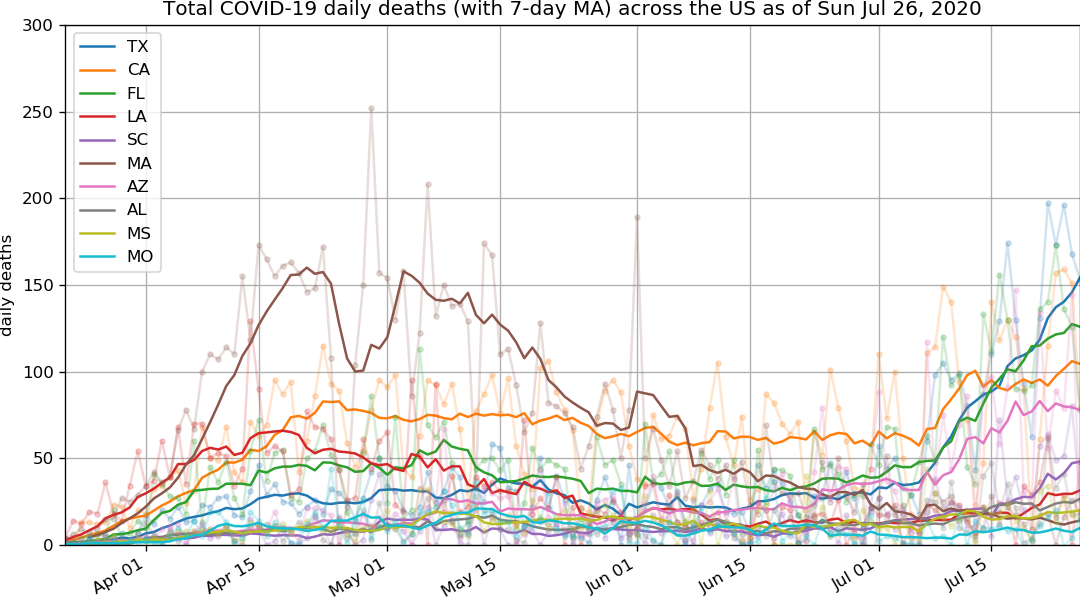 Total COVID-19 daily deaths (with 7-day MA) across the US as of Sun Jul 26, 2020
daily deaths
300
250
200
150
100
50
0
TX
CA
FL
LA
SC
MA
AZ
AL
MS
MO
Apr 01
Apr 15
May 01
May 15
Jun 01
Jun 15
Jul 01
Jul 15